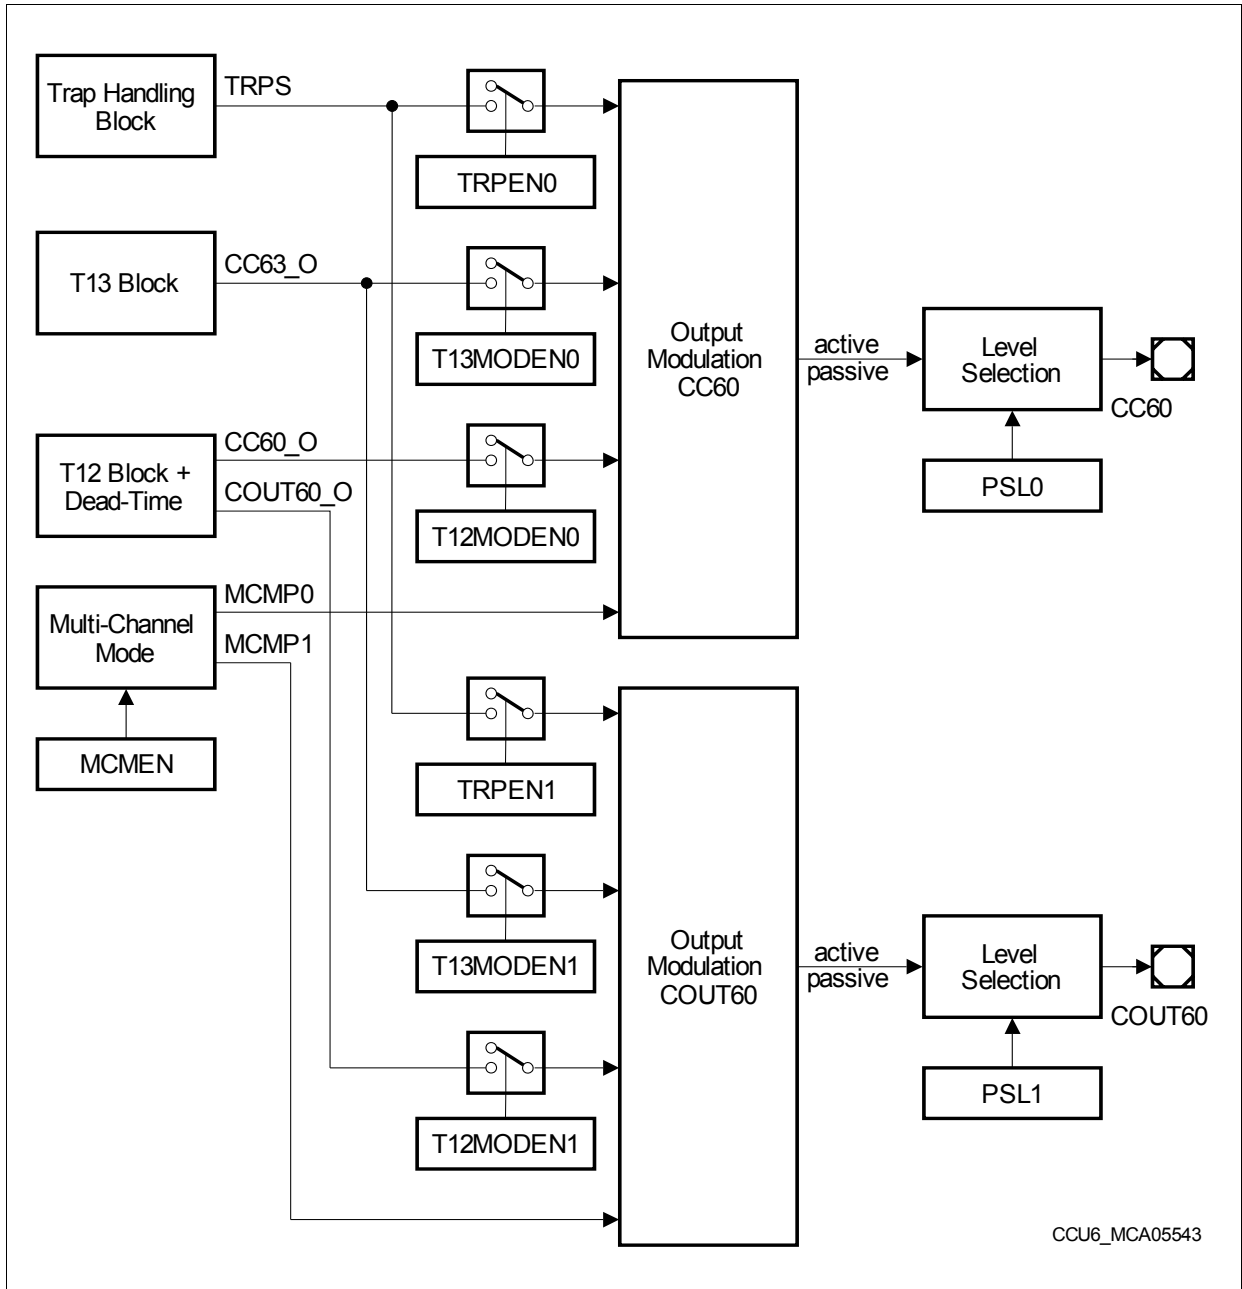 Trap Handling
Block
TRPS
TRPEN0
T13 Block
CC63_O
T13MODEN0
Output
Modulation
CC60
active
passive
Level
Selection
CC60
PSL0
T12 Block +
Dead-Time
CC60_O
COUT60_O
T12MODEN0
Multi-Channel
Mode
MCMP0
MCMP1
MCMEN
TRPEN1
T13MODEN1
Output
Modulation
COUT60
active
passive
Level
Selection
COUT60
PSL1
T12MODEN1
CCU6_MCA05543